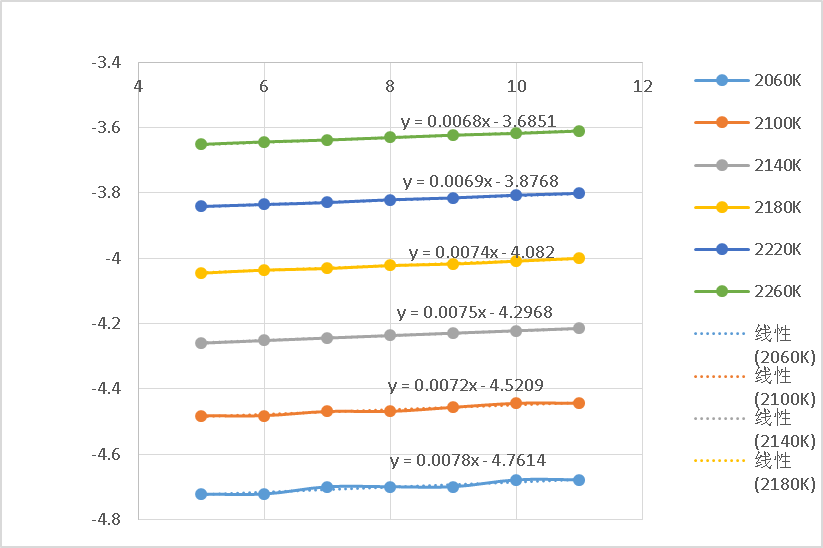 -3.4
4
6
8
10
12
y = 0.0068x - 3.6851
-3.6
y = 0.0069x - 3.8768
-3.8
y = 0.0074x - 4.082
-4
y = 0.0075x - 4.2968
-4.2
y = 0.0072x - 4.5209
-4.4
y = 0.0078x - 4.7614
-4.6
-4.8
2060K
2100K
2140K
2180K
2220K
2260K
线性
(2060K)
线性
(2100K)
线性
(2140K)
线性
(2180K)